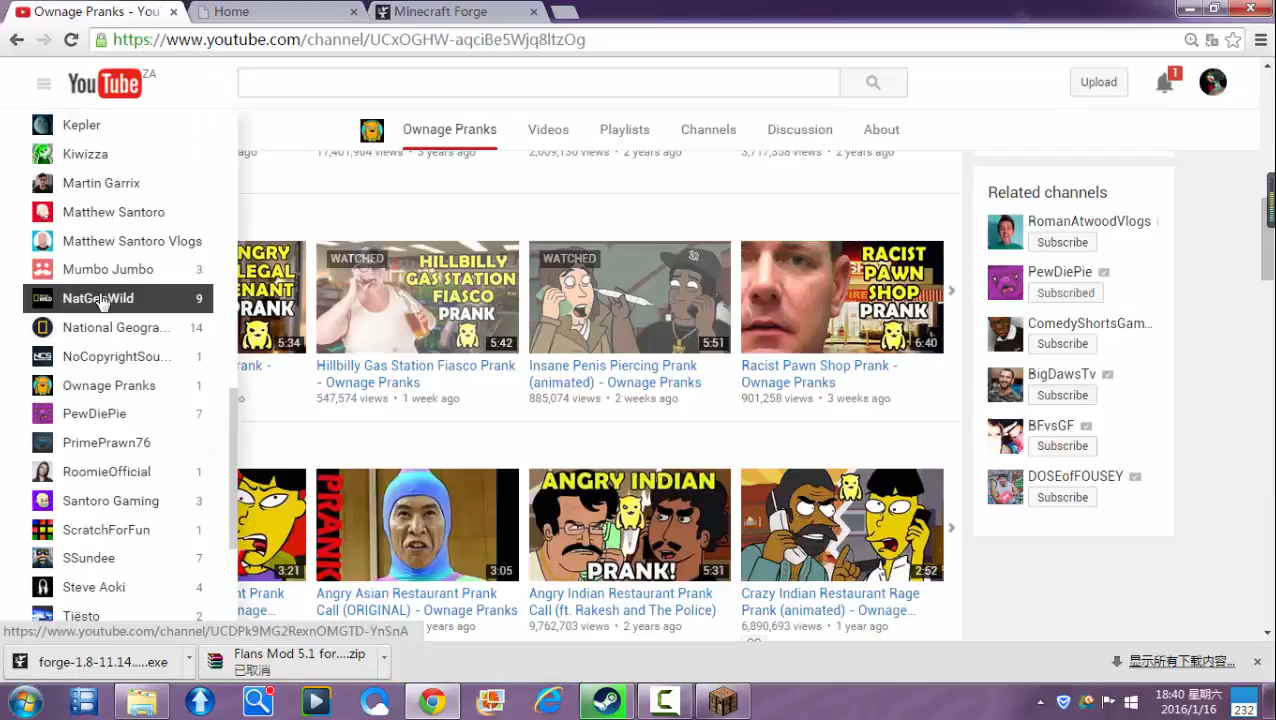 Ownage Pranks - You
Home
Minecraft Forge
https://www.youtube.com/channel/UCxOGHW-aqciBe5Wjq8ltzOg
YouTube ZA
Upload
1
Kepler
Kiwizza
Martin Garrix
Matthew Santoro
Matthew Santoro Vlogs
Mumbo Jumbo 3
NatGeoWild 9
National Geogra... 14
NoCopyrightSou... 1
Ownage Pranks 1
PewDiePie 7
PrimePrawn76
RoomieOfficial 1
Santoro Gaming 3
ScratchForFun 1
SSundee 7
Steve Aoki 4
Tiësto 2
Ownage Pranks Videos Playlists Channels Discussion About
ago
17,401,964 views • 3 years ago
2,609,130 views • 2 years ago
3,717,358 views • 2 years ago
PRANK
5:34
rank -
ago
WATCHED
HILLBILLY
GAS STATION
FIASCO
PRANK
5:42
Hillbilly Gas Station Fiasco Prank
- Ownage Pranks
547,574 views • 1 week ago
WATCHED
5:51
Insane Penis Piercing Prank
(animated) - Ownage Pranks
885,074 views • 2 weeks ago
RACIST
PAWN
SHOP
PRANK
6:40
Racist Pawn Shop Prank -
Ownage Pranks
901,258 views • 3 weeks ago
3:21
nt Prank
wnage...
PRANK
3:05
Angry Asian Restaurant Prank
Call (ORIGINAL) - Ownage Pranks
years ago
ANGRY INDIAN
PRANK!
5:31
Angry Indian Restaurant Prank
Call (ft. Rakesh and The Police)
9,762,703 views • 2 years ago
2:52
Crazy Indian Restaurant Rage
Prank (animated) - Ownage...
6,890,693 views • 1 year ago
Related channels
RomanAtwoodVlogs
Subscribe
PewDiePie
Subscribed
ComedyShortsGam...
Subscribe
BigDawsTv
Subscribe
BFvsGF
Subscribe
DOSEofFOUSEY
Subscribe
https://www.youtube.com/channel/UCDPk9MG2RexnOMGTD-YnSnA
forge-1.8-11.14.....exe
Flans Mod 5.1 for....zip
已取消
显示所有下载内容...
18:40 星期六
2016/1/16
232